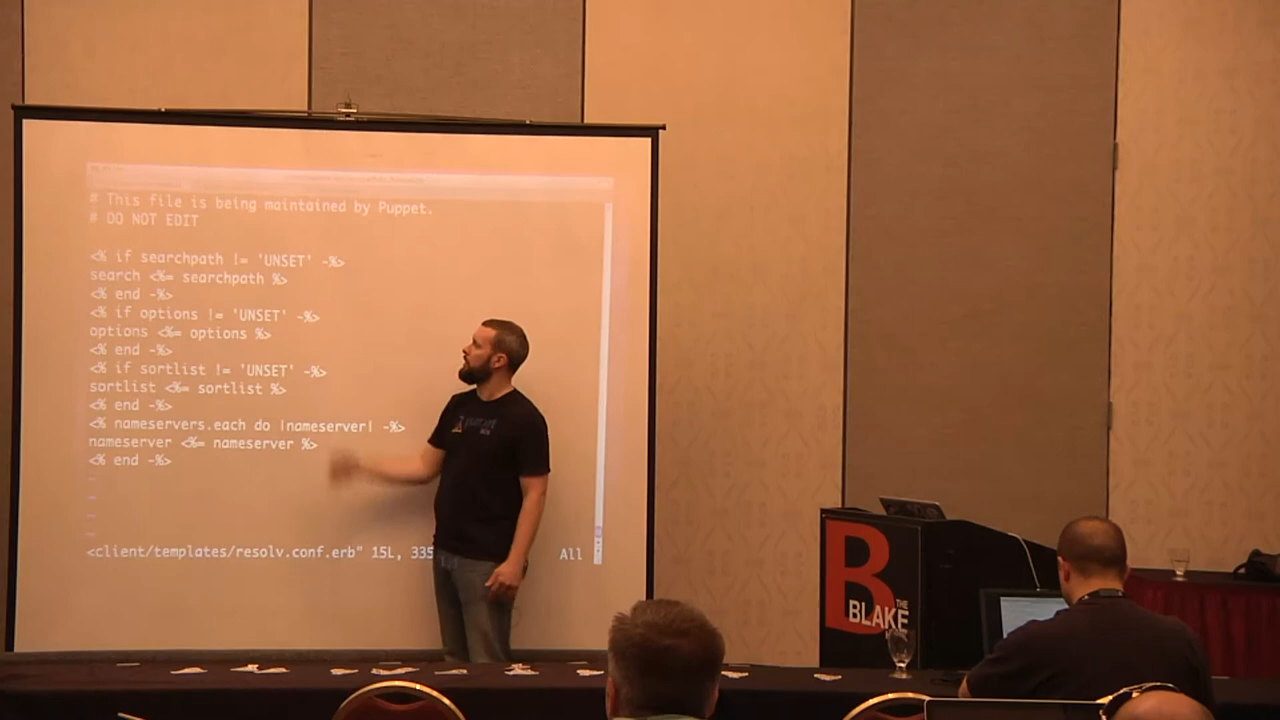 # This file is being maintained by Puppet.
# DO NOT EDIT
<% if searchpath != 'UNSET' -%>
search <%= searchpath %>
<% end -%>
<% if options != 'UNSET' -%>
options <%= options %>
<% end -%>
<% if sortlist != 'UNSET' -%>
sortlist <%= sortlist %>
<% end -%>
<% nameservers.each do |nameserver| -%>
nameserver <%= nameserver %>
<% end -%>
~
~
~
~
<client/templates/resolv.conf.erb" 15L, 335 All
B
THE
BLAKE